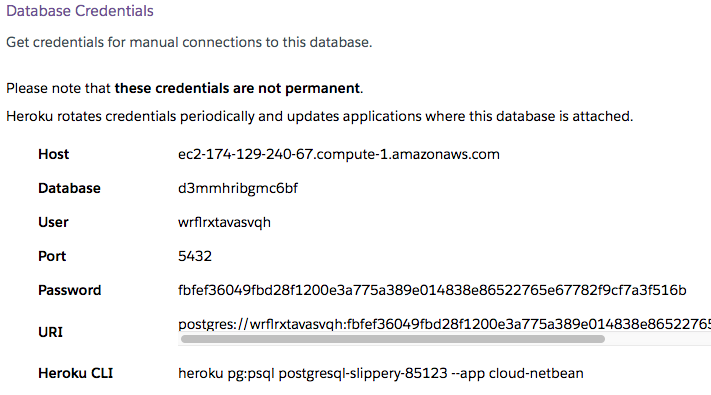 Database Credentials
Get credentials for manual connections to this database.
Please note that these credentials are not permanent.
Heroku rotates credentials periodically and updates applications where this database is attached.
Host ec2-174-129-240-67.compute-1.amazonaws.com
Database d3mmhribgmc6bf
User wrflrxtavasvqh
Port 5432
Password fbfef36049fbd28f1200e3a775a389e014838e86522765e67782f9cf7a3f516b
URI postgres://wrflrxtavasvqh:fbfef36049fbd28f1200e3a775a389e014838e86522765
Heroku CLI heroku pg:psql postgresql-slippery-85123 --app cloud-netbean